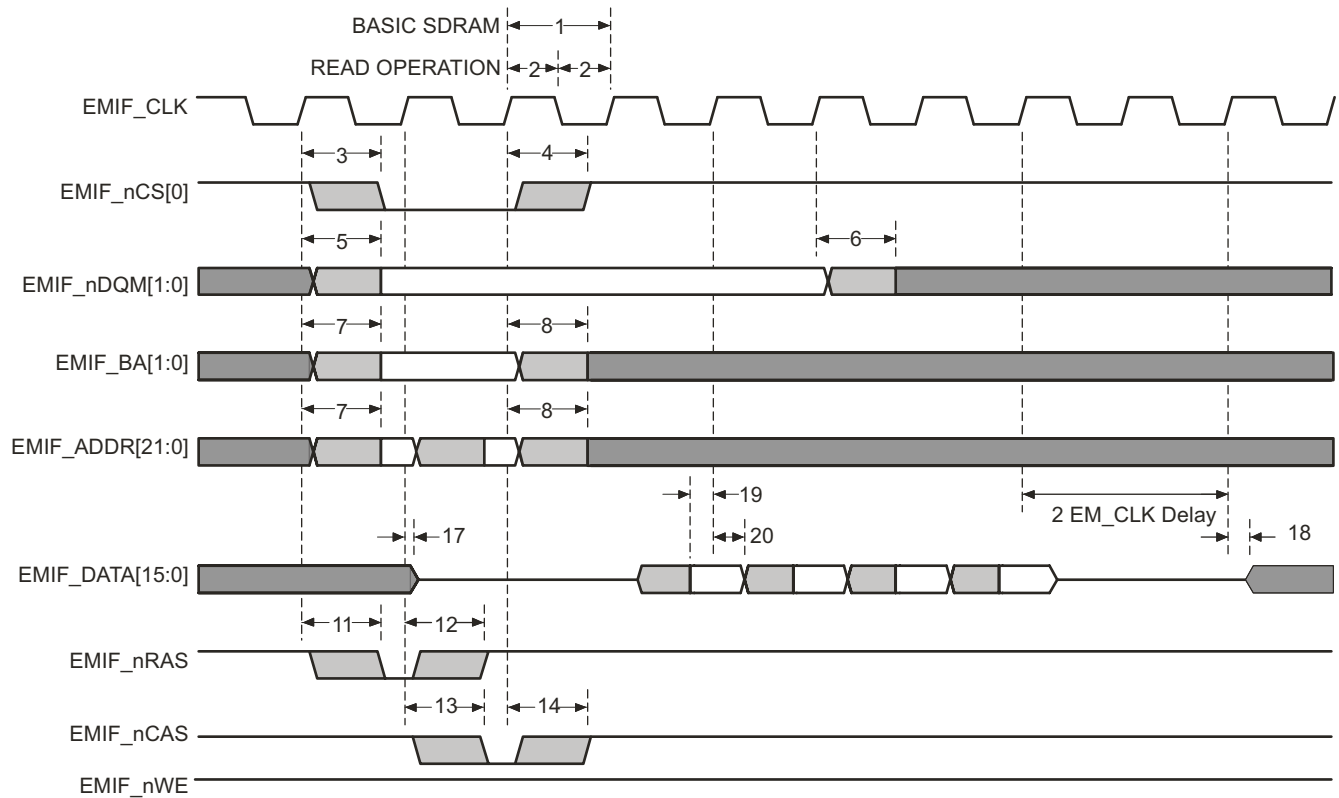 BASIC SDRAM
1
READ OPERATION
2 2
EMIF_CLK
3 4
EMIF_nCS[0]
5 6
EMIF_nDQM[1:0]
7 8
EMIF_BA[1:0]
7 8
EMIF_ADDR[21:0]
19
2 EM_CLK Delay
17 20 18
EMIF_DATA[15:0]
11 12
EMIF_nRAS
13 14
EMIF_nCAS
EMIF_nWE